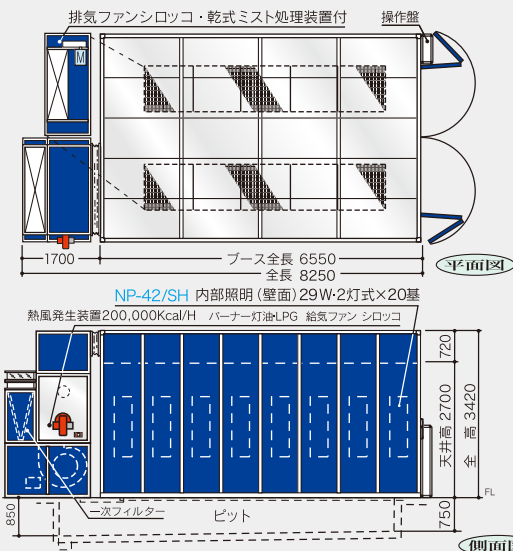 排気ファンシロッコ・乾式ミスト処理装置付
操作盤
M
1700
ブース全長 6550
全長 8250
平面図
NP-42/SH 内部照明(壁面)29W・2灯式×20基
熱風発生装置200,000Kcal/H バーナー灯油・LPG 給気ファン シロッコ
720
天井高 2700
全 高 3420
FL
850
一次フィルター
ピット
750
側面図